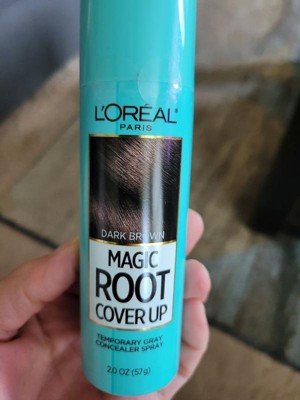 L'ORÉAL
PARIS
DARK BROWN
MAGIC
ROOT
COVER UP
TEMPORARY GRAY
CONCEALER SPRAY
2.0 OZ (57g)